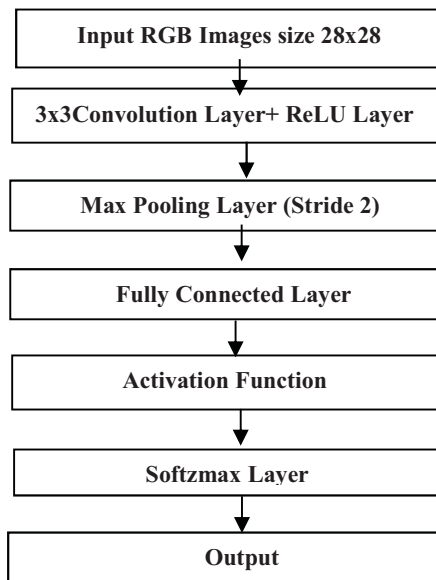 Input RGB Images size 28x28
3x3Convolution Layer+ ReLU Layer
Max Pooling Layer (Stride 2)
Fully Connected Layer
Activation Function
Softzmax Layer
Output